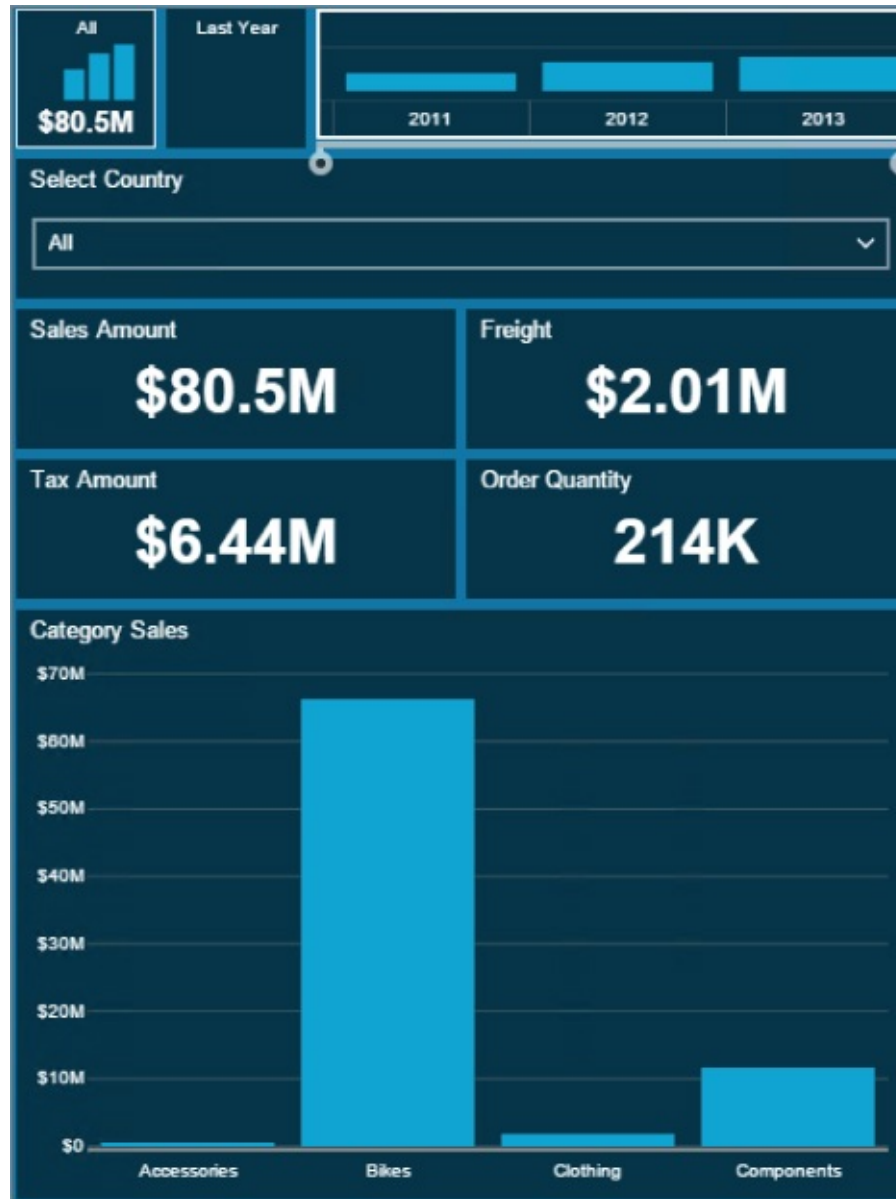 All
$80.5M
Last Year
2011 2012 2013
Select Country
All
Sales Amount
$80.5M
Freight
$2.01M
Tax Amount
$6.44M
Order Quantity
214K
Category Sales
$70M
$60M
$50M
$40M
$30M
$20M
$10M
$0
Accessories Bikes Clothing Components